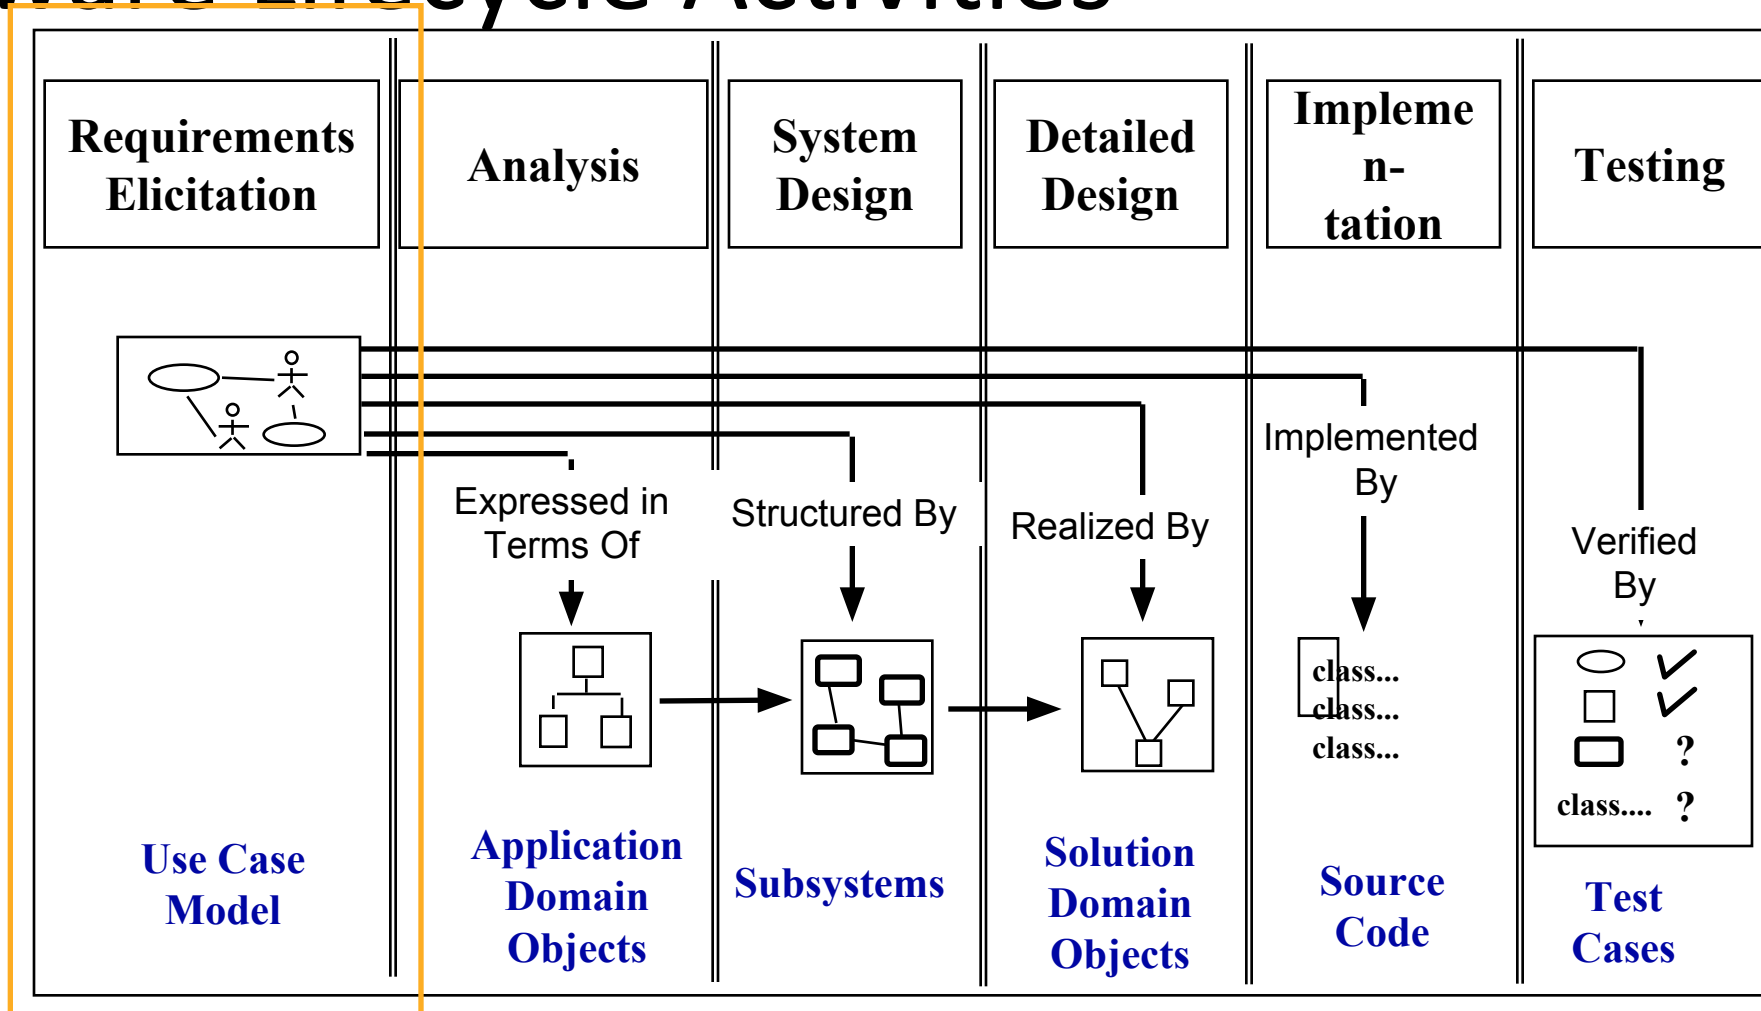 Lifecycle Activities
Requirements
Elicitation
Analysis
System
Design
Detailed
Design
Impleme
n-
tation
Testing
Expressed in
Terms Of
Structured By
Realized By
Implemented
By
Verified
By
class...
class...
class...
class.... ?
?
Use Case
Model
Application
Domain
Objects
Subsystems
Solution
Domain
Objects
Source
Code
Test
Cases